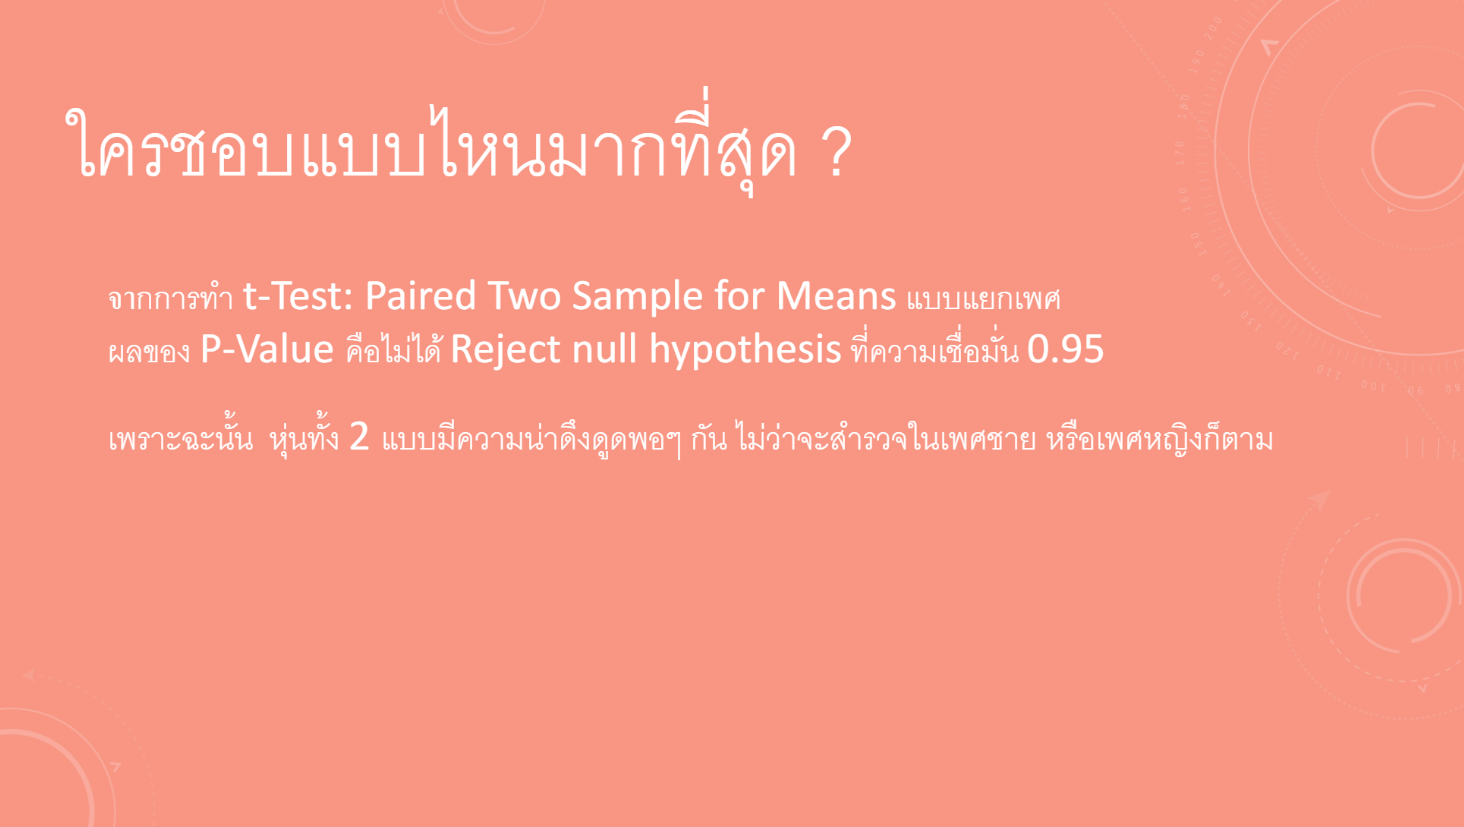 ใครชอบแบบไหนมากที่สุด ?
จากการทำ t-Test: Paired Two Sample for Means แบบแยกเพศ
ผลของ P-Value คือไม่ได้ Reject null hypothesis ที่ความเชื่อมั่น 0.95
เพราะฉะนั้น หุ่นทั้ง 2 แบบมีความน่าดึงดูดพอๆ กัน ไม่ว่าจะสำรวจในเพศชาย หรือเพศหญิงก็ตาม